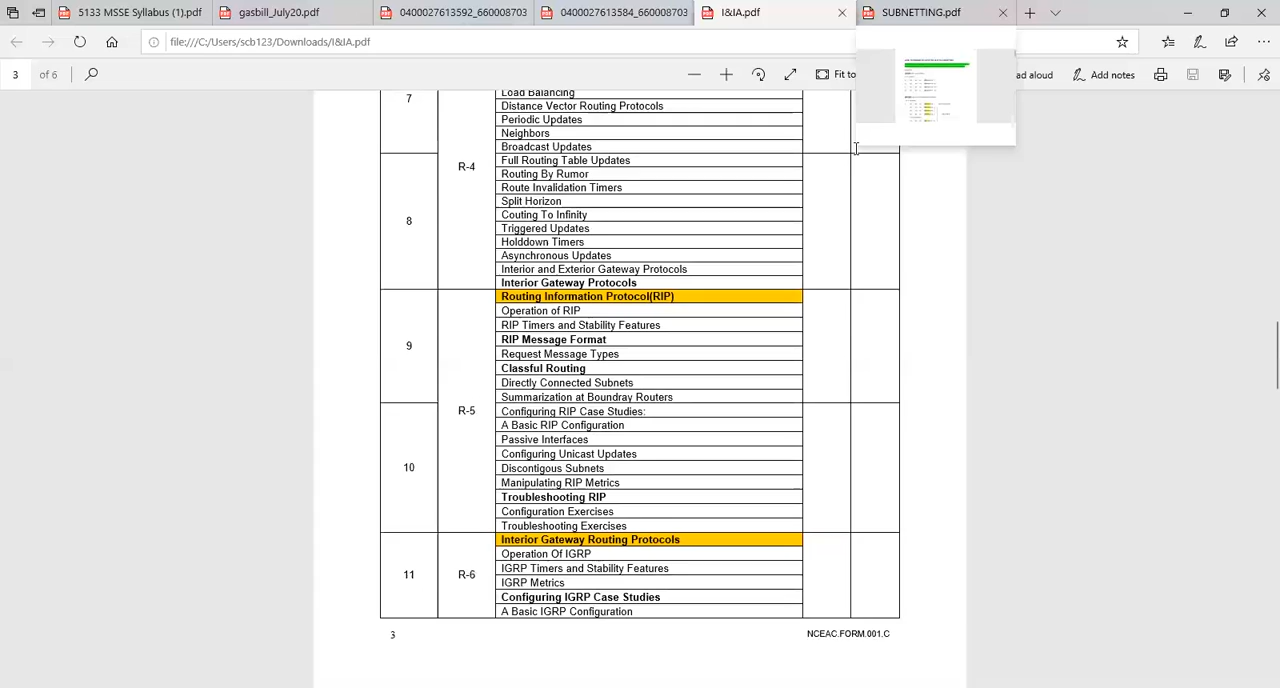 5133 MSSE Syllabus (1).pdf
gasbill_July20.pdf
0400027613592_660008703
0400027613584_660008703
I&IA.pdf
SUBNETTING.pdf
file:///C:/Users/scb123/Downloads/I&IA.pdf
3 of 6
Fit to
ad aloud
Add notes
7
Load Balancing
Distance Vector Routing Protocols
Periodic Updates
Neighbors
Broadcast Updates
R-4
Full Routing Table Updates
Routing By Rumor
Route Invalidation Timers
Split Horizon
8
Couting To Infinity
Triggered Updates
Holddown Timers
Asynchronous Updates
Interior and Exterior Gateway Protocols
Interior Gateway Protocols
Routing Information Protocol(RIP)
Operation of RIP
RIP Timers and Stability Features
RIP Message Format
9
Request Message Types
Classful Routing
Directly Connected Subnets
Summarization at Boundray Routers
R-5
Configuring RIP Case Studies:
A Basic RIP Configuration
Passive Interfaces
Configuring Unicast Updates
10
Discontigous Subnets
Manipulating RIP Metrics
Troubleshooting RIP
Configuration Exercises
Troubleshooting Exercises
Interior Gateway Routing Protocols
Operation Of IGRP
11
R-6
IGRP Timers and Stability Features
IGRP Metrics
Configuring IGRP Case Studies
A Basic IGRP Configuration
3
NCEAC.FORM.001.C